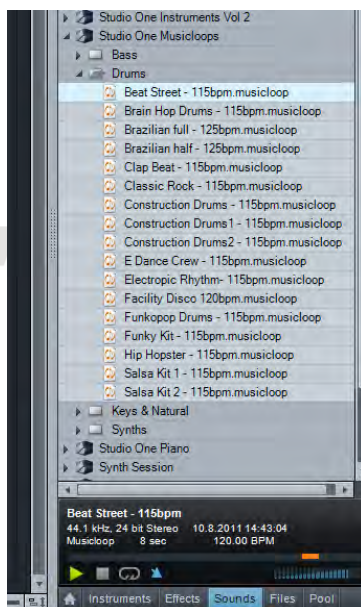 Studio One Instruments Vol 2
Studio One Musicloops
Bass
Drums
Beat Street - 115bpm.musicloop
Brain Hop Drums - 115bpm.musicloop
Brazilian full - 125bpm.musicloop
Brazilian half - 125bpm.musicloop
Clap Beat - 115bpm.musicloop
Classic Rock - 115bpm.musicloop
Construction Drums - 115bpm.musicloop
Construction Drums1 - 115bpm.musicloop
Construction Drums2 - 115bpm.musicloop
E Dance Crew - 115bpm.musicloop
Electropic Rhythm- 115bpm.musicloop
Facility Disco 120bpm.musicloop
Funkopop Drums - 115bpm.musicloop
Funky Kit - 115bpm.musicloop
Hip Hopster - 115bpm.musicloop
Salsa Kit 1 - 115bpm.musicloop
Salsa Kit 2 - 115bpm.musicloop
Keys & Natural
Synths
Studio One Piano
Synth Session
Beat Street - 115bpm
44.1 kHz, 24 bit Stereo 10.8.2011 14:43:04
Musicloop 8 sec 120.00 BPM
Instruments Effects Sounds Files Pool